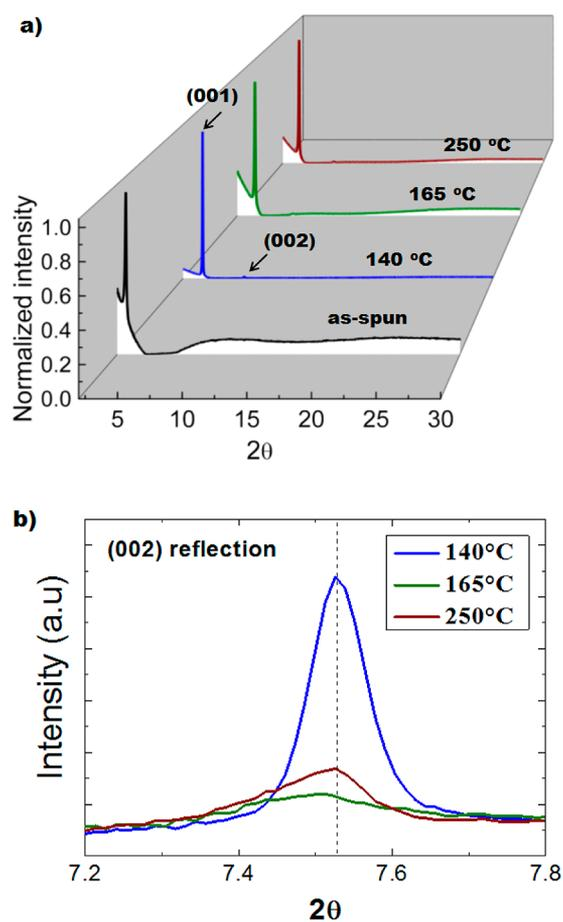 a)
(001)
250 °C
165 °C
(002)
140 °C
as-spun
Normalized intensity
1.0
0.8
0.6
0.4
0.2
0.0
5 10 15 20 25 30
2θ
b)
(002) reflection
140°C
165°C
250°C
Intensity (a.u)
7.2 7.4 7.6 7.8
2θ